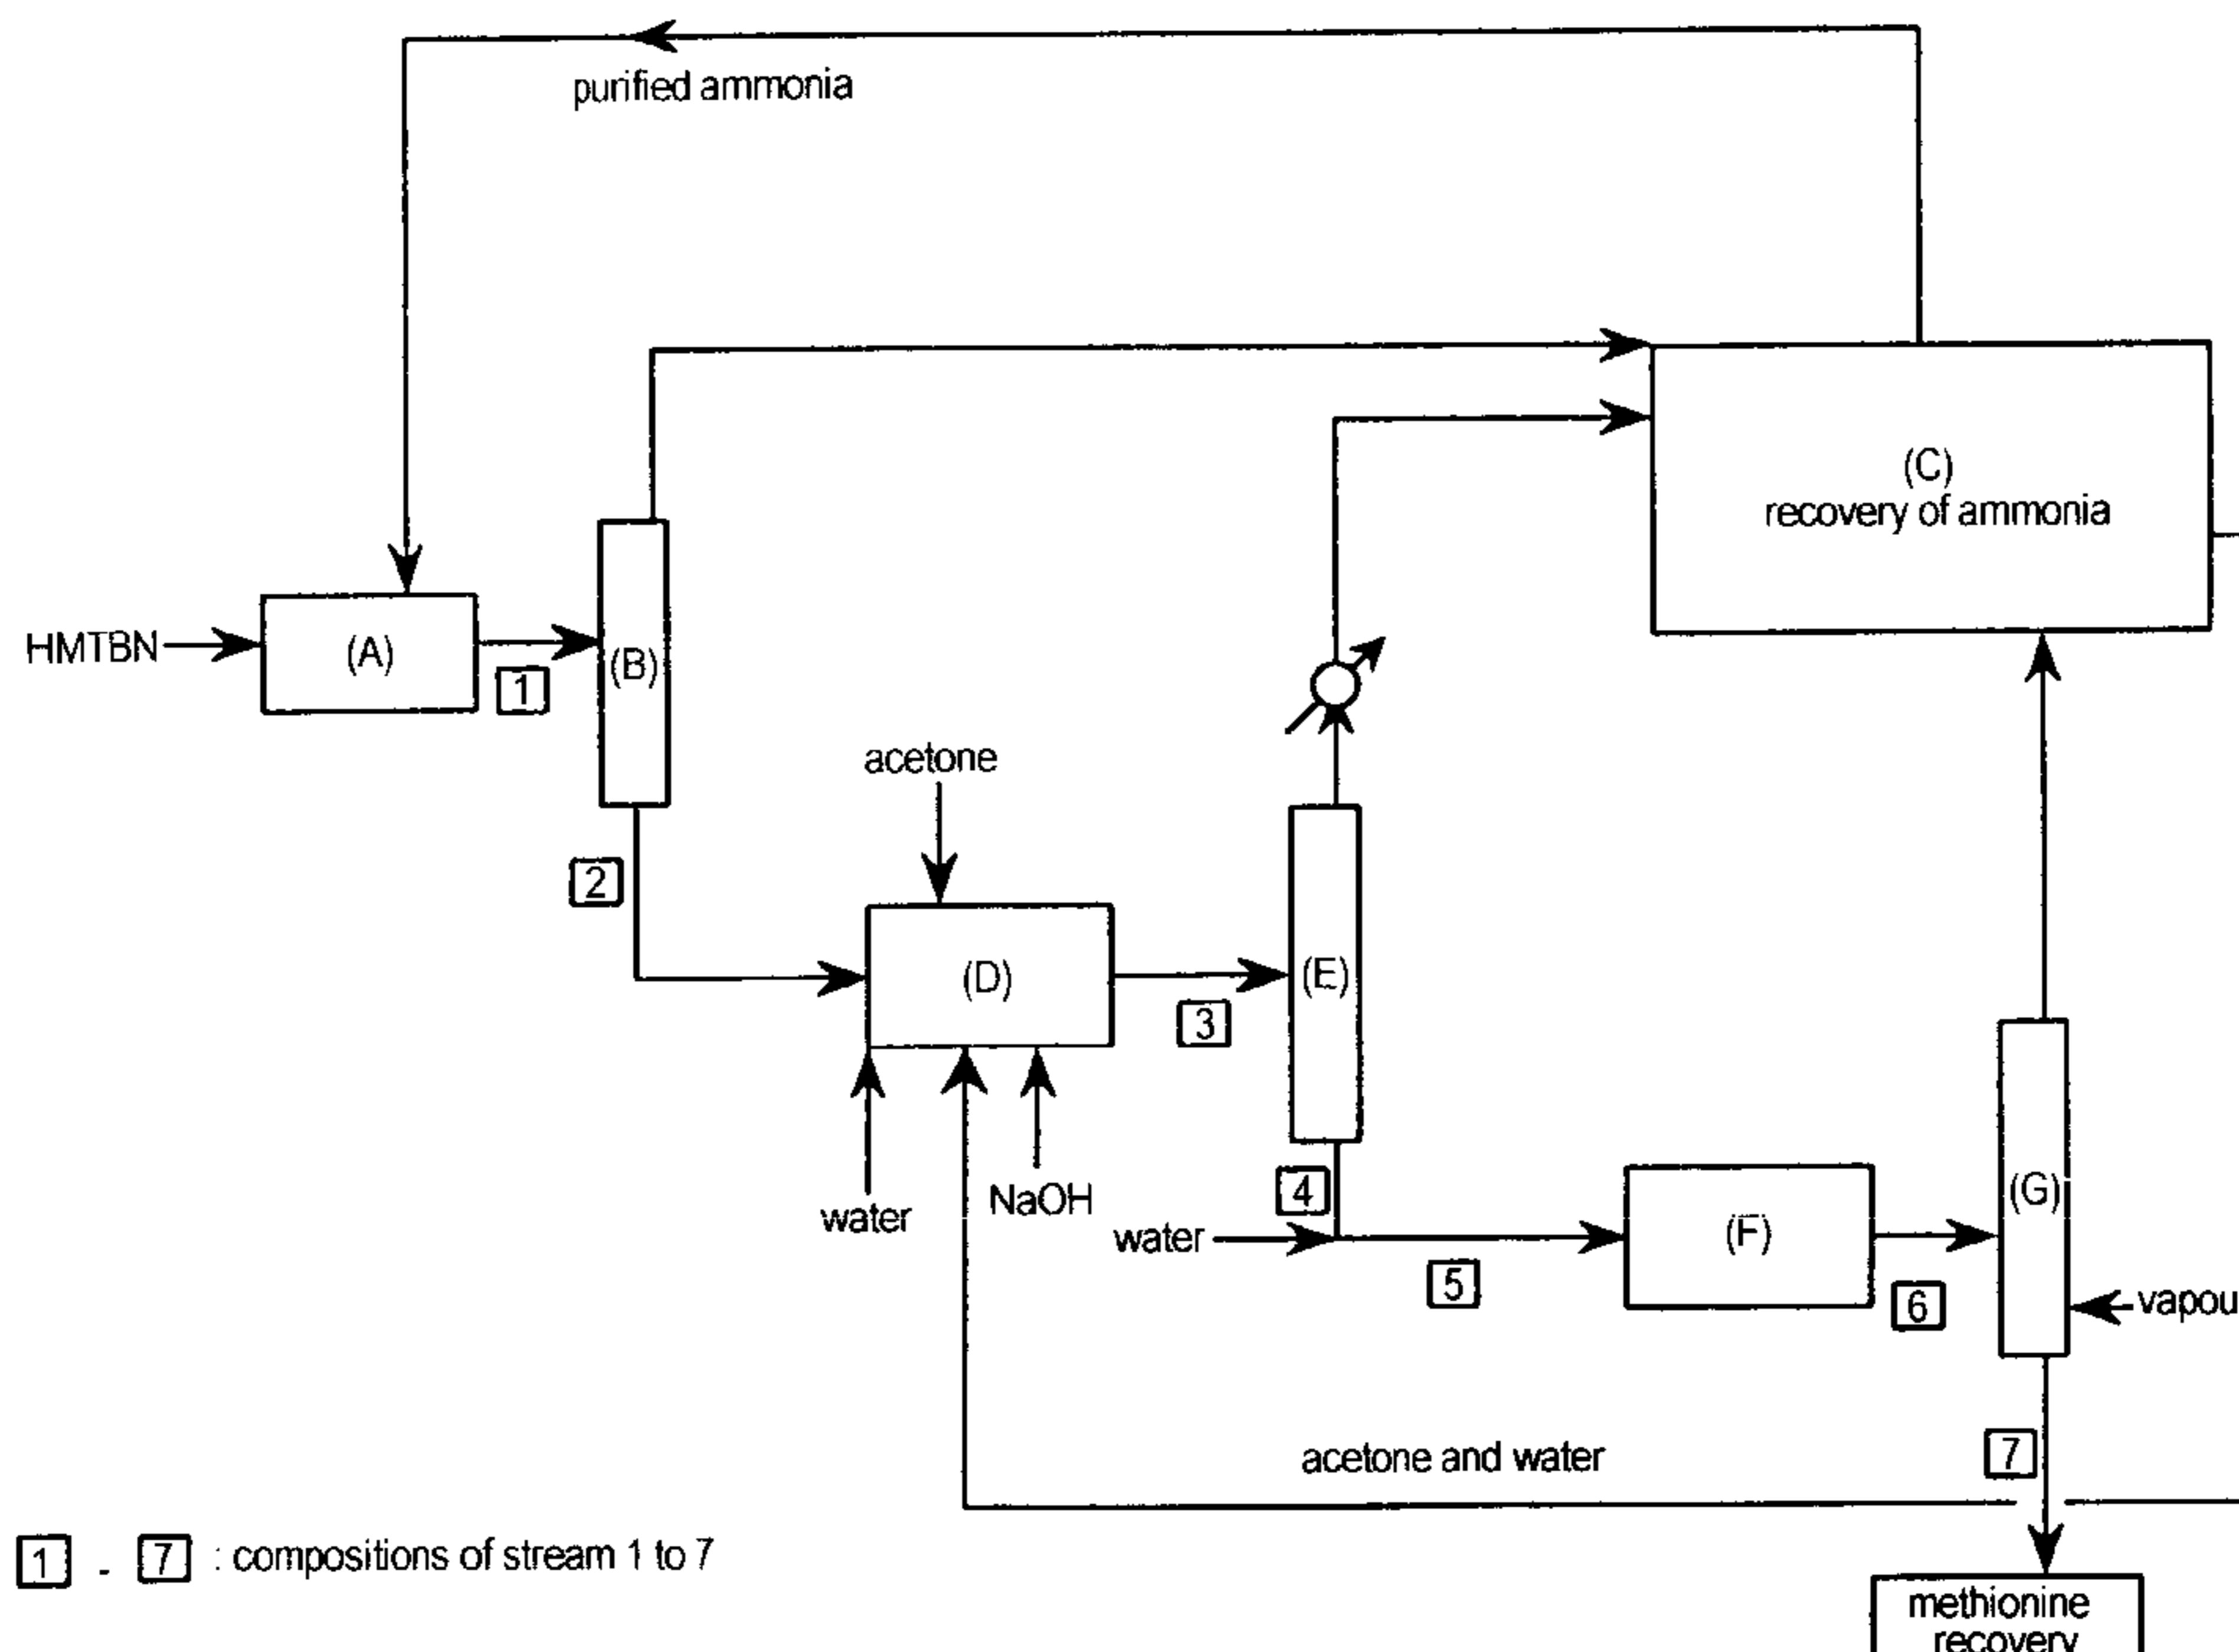 purified ammonia
(C)
recovery of ammonia
HMTBN
(A)
(B)
1
acetone
2
(D)
(E)
3
water
NaOH
4
water
5
(F)
(G)
6
vapou
acetone and water
7
1 - 7 : compositions of stream 1 to 7
methionine
recovery